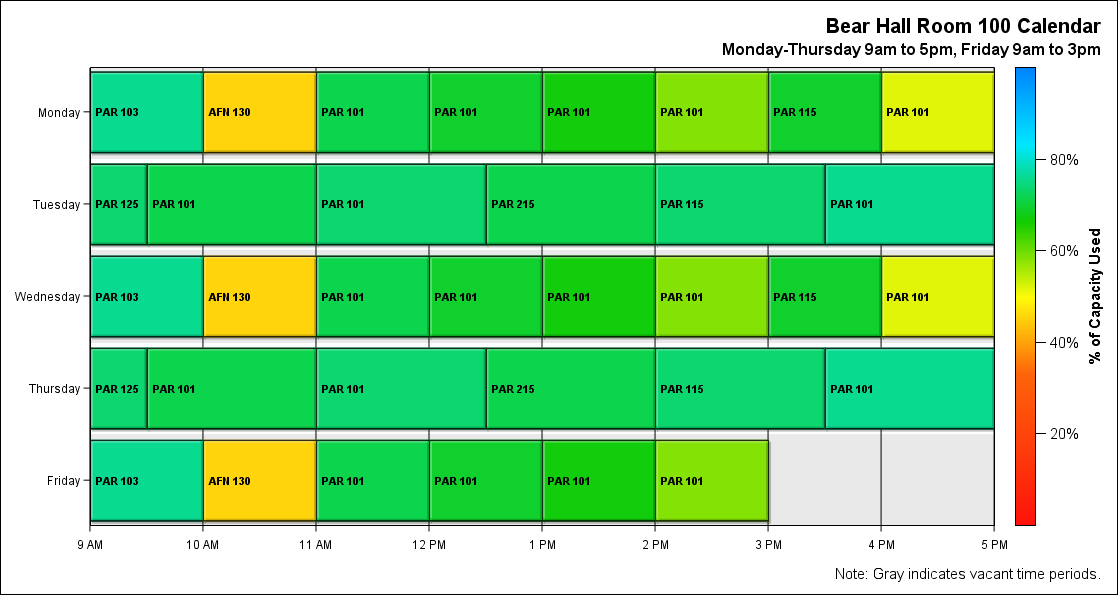 Bear Hall Room 100 Calendar
Monday-Thursday 9am to 5pm, Friday 9am to 3pm
Monday PAR 103 AFN 130 PAR 101 PAR 101 PAR 101 PAR 101 PAR 115 PAR 101
80%
Tuesday PAR 125 PAR 101 PAR 101 PAR 215 PAR 115 PAR 101
60%
Wednesday PAR 103 AFN 130 PAR 101 PAR 101 PAR 101 PAR 101 PAR 115 PAR 101
% of Capacity Used
40%
Thursday PAR 125 PAR 101 PAR 101 PAR 215 PAR 115 PAR 101
20%
Friday PAR 103 AFN 130 PAR 101 PAR 101 PAR 101 PAR 101
9 AM 10 AM 11 AM 12 PM 1 PM 2 PM 3 PM 4 PM 5 PM
Note: Gray indicates vacant time periods.